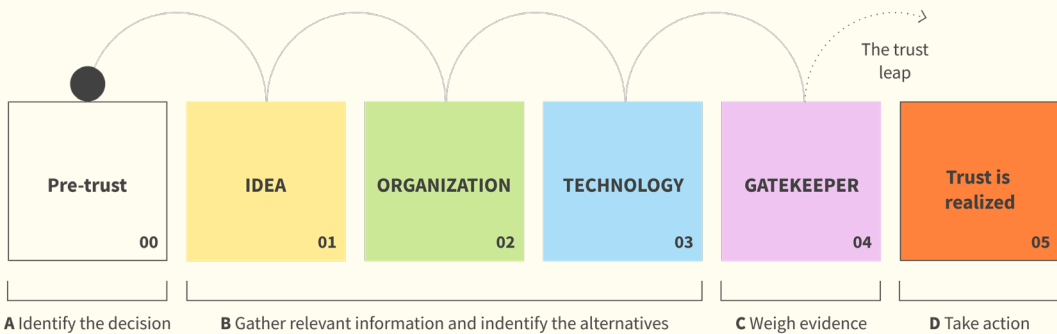 The trust
leap
Pre-trust
00
IDEA
01
ORGANIZATION
02
TECHNOLOGY
03
GATEKEEPER
04
Trust is
realized
05
A Identify the decision
B Gather relevant information and indentify the alternatives
C Weigh evidence
D Take action